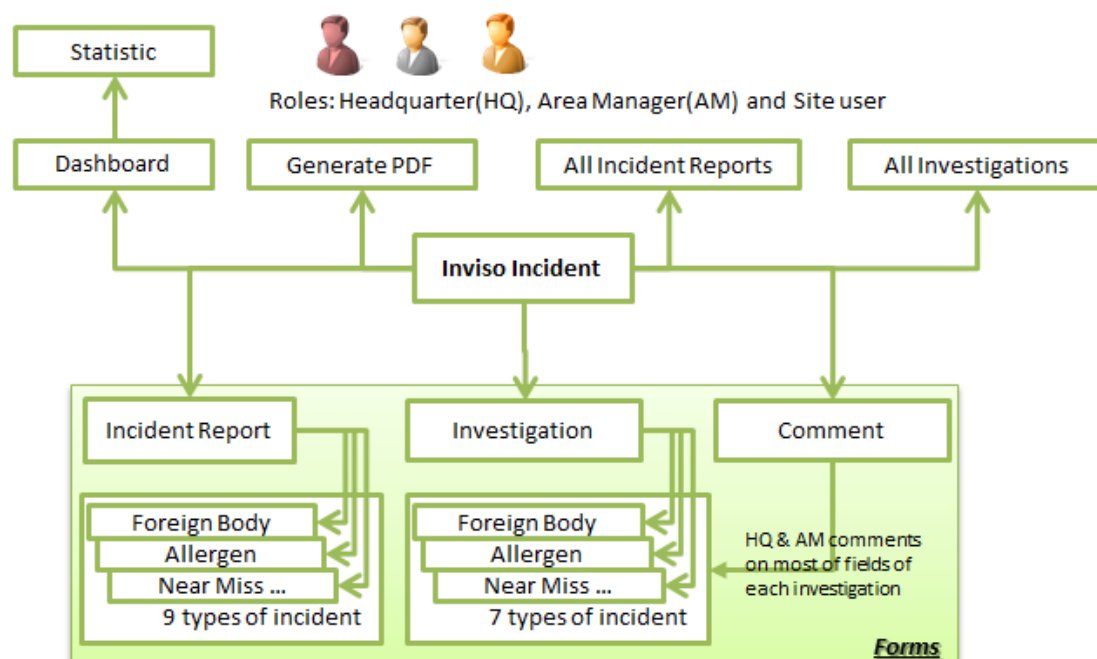 Statistic
Roles: Headquarter(HQ), Area Manager(AM) and Site user
Dashboard
Generate PDF
All Incident Reports
All Investigations
Inviso Incident
Incident Report
Investigation
Comment
Foreign Body
Allergen
Near Miss ...
9 types of incident
Foreign Body
Allergen
Near Miss ...
7 types of incident
HQ & AM comments
on most of fields of
each investigation
Forms